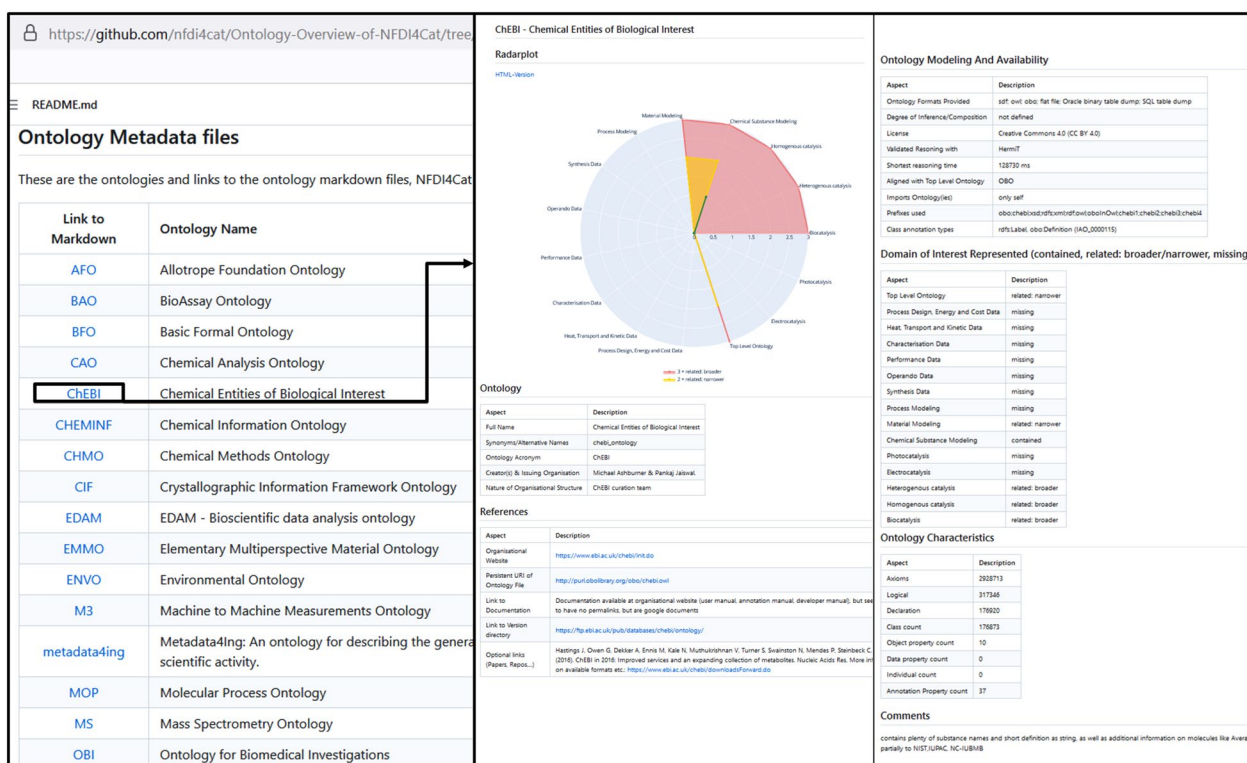 https://github.com/nfdi4cat/Ontology-Overview-of-NFDI4Cat/tree/
README.md
Ontology Metadata files
These are the ontologies and their ontology markdown files, NFDI4Cat
Link to Markdown Ontology Name
AFO Allotrope Foundation Ontology
BAO BioAssay Ontology
BFO Basic Formal Ontology
CAO Chemical Analysis Ontology
ChEBI Chemical Entities of Biological Interest
CHEMINF Chemical Information Ontology
CHMO Chemical Methods Ontology
CIF Crystallographic Information Framework Ontology
EDAM EDAM - Bioscientific data analysis ontology
EMMO Elementary Multiperspective Material Ontology
ENVO Environmental Ontology
M3 Machine to Machine Measurements Ontology
metadata4ing Metadata4Ing: An ontology for describing the genera
scientific activity.
MOP Molecular Process Ontology
MS Mass Spectrometry Ontology
OBI Ontology for Biomedical Investigations
ChEBI - Chemical Entities of Biological Interest
Radarplot
HTML-Version
Material Modeling
Chemical Substance Modeling
Process Modeling
Homogenous catalysis
Synthesis Data
Heterogenous catalysis
Operando Data
Biocatalysis
0 0.5 1 1.5 2 2.5 3
Performance Data
Photocatalysis
Characterisation Data
Electrocatalysis
Heat, Transport and Kinetic Data
Top Level Ontology
Process Design, Energy and Cost Data
3 = related: broader
2 = related: narrower
Ontology
Aspect Description
Full Name Chemical Entities of Biological Interest
Synonyms/Alternative Names chebi_ontology
Ontology Acronym ChEBI
Creator(s) & Issuing Organisation Michael Ashburner & Pankaj Jaiswal.
Nature of Organisational Structure ChEBI curation team
References
Aspect Description
Organisational Website https://www.ebi.ac.uk/chebi/init.do
Persistent URI of Ontology File http://purl.obolibrary.org/obo/chebi.owl
Link to Documentation Documentation available at organisational website (user manual, annotation manual, developer manual), but see
to have no permalinks, but are google documents
Link to Version directory https://ftp.ebi.ac.uk/pub/databases/chebi/ontology/
Optional links (Papers, Repos...) Hastings J, Owen G, Dekker A, Ennis M, Kale N, Muthukrishnan V, Turner S, Swainston N, Mendes P, Steinbeck C.
(2016). ChEBI in 2016: Improved services and an expanding collection of metabolites. Nucleic Acids Res. More inf
on available formats etc.: https://www.ebi.ac.uk/chebi/downloadsForward.do
Ontology Modeling And Availability
Aspect Description
Ontology Formats Provided sdf; owl; obo; flat file; Oracle binary table dump; SQL table dump
Degree of Inference/Composition not defined
License Creative Commons 4.0 (CC BY 4.0)
Validated Resoning with HermiT
Shortest reasoning time 128730 ms
Aligned with Top Level Ontology OBO
Imports Ontology(ies) only self
Prefixes used obo;chebi;xsd;rdfs;xml;rdf;owl;oboInOwl;chebi1;chebi2;chebi3;chebi4
Class annotation types rdfs:Label, obo:Definition (IAO_0000115)
Domain of Interest Represented (contained, related: broader/narrower, missing
Aspect Description
Top Level Ontology related: narrower
Process Design, Energy and Cost Data missing
Heat, Transport and Kinetic Data missing
Characterisation Data missing
Performance Data missing
Operando Data missing
Synthesis Data missing
Process Modeling missing
Material Modeling related: narrower
Chemical Substance Modeling contained
Photocatalysis missing
Electrocatalysis missing
Heterogenous catalysis related: broader
Homogenous catalysis related: broader
Biocatalysis related: broader
Ontology Characteristics
Aspect Description
Axioms 2928713
Logical 317346
Declaration 176920
Class count 176873
Object property count 10
Data property count 0
Individual count 0
Annotation Property count 37
Comments
contains plenty of substance names and short definition as string, as well as additional information on molecules like Avera
partially to NIST,IUPAC, NC-IUBMB